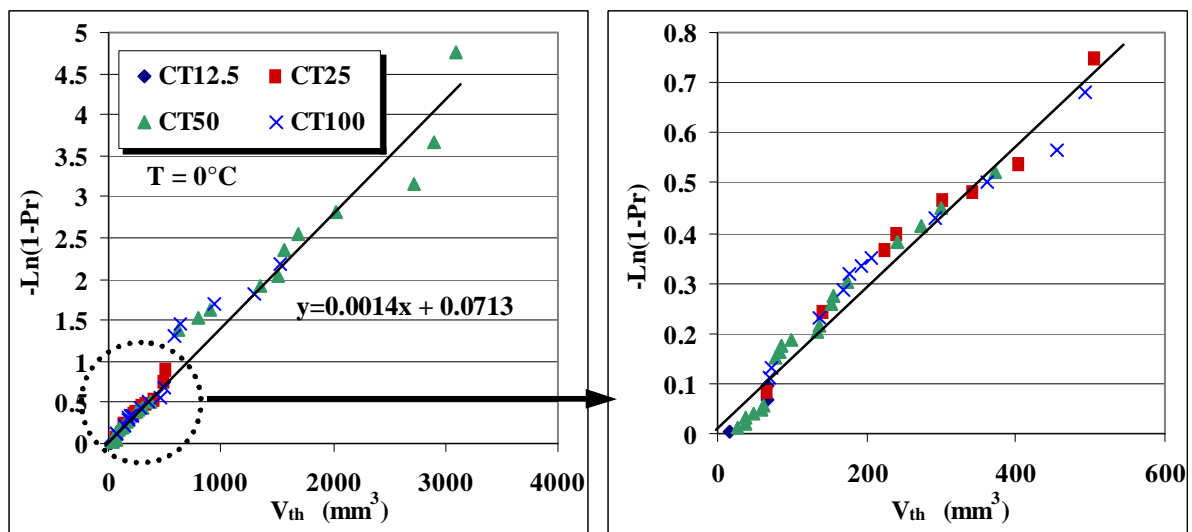 -Ln(1-Pr)
5
4.5
4
3.5
3
2.5
2
1.5
1
0.5
0
CT12.5 CT25
CT50 CT100
T = 0°C
y=0.0014x + 0.0713
0 1000 2000 3000 4000
Vth (mm³)
-Ln(1-Pr)
0.8
0.7
0.6
0.5
0.4
0.3
0.2
0.1
0
0 200 400 600
Vth (mm³)